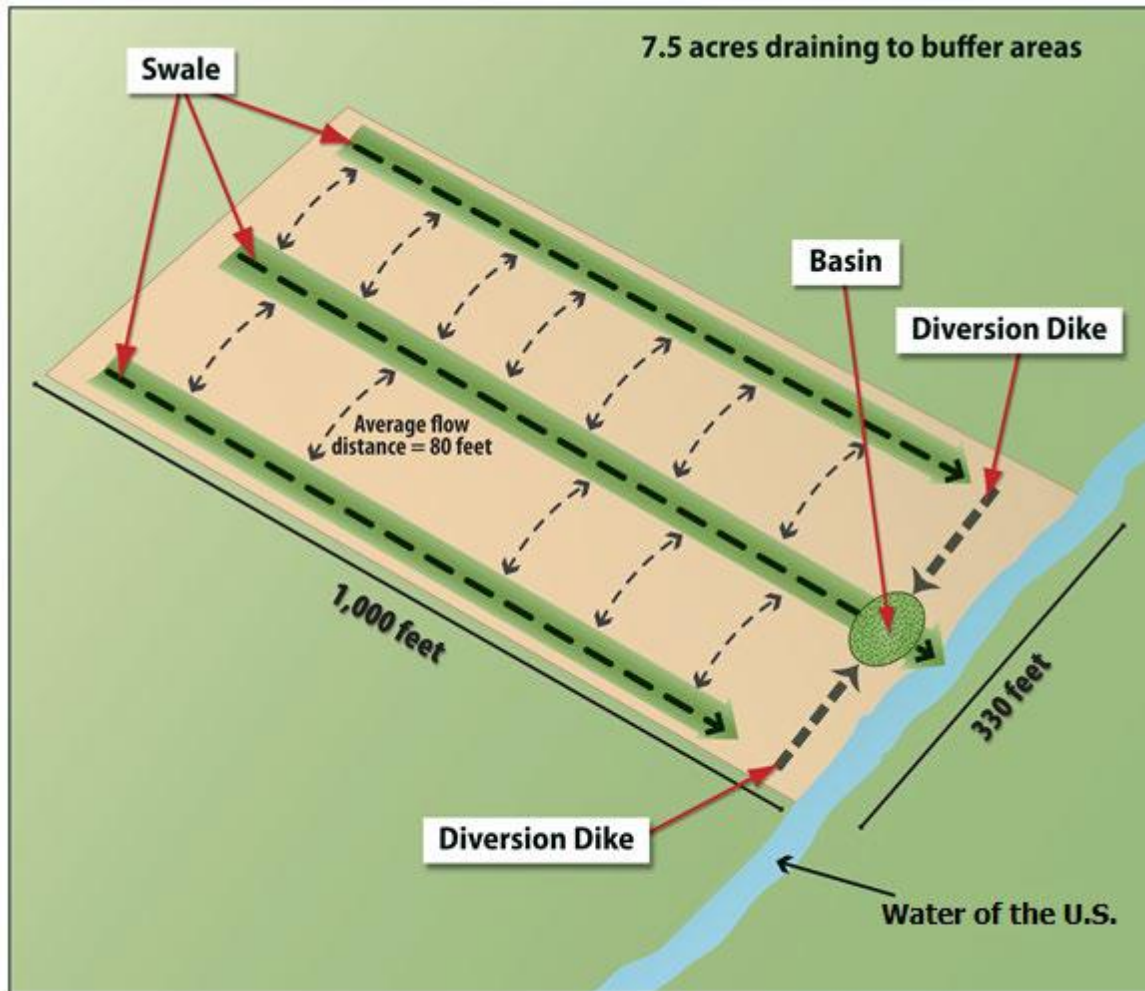 7.5 acres draining to buffer areas
Swale
Basin
Diversion Dike
Average flow
distance = 80 feet
1,000 feet
330 feet
Diversion Dike
Water of the U.S.